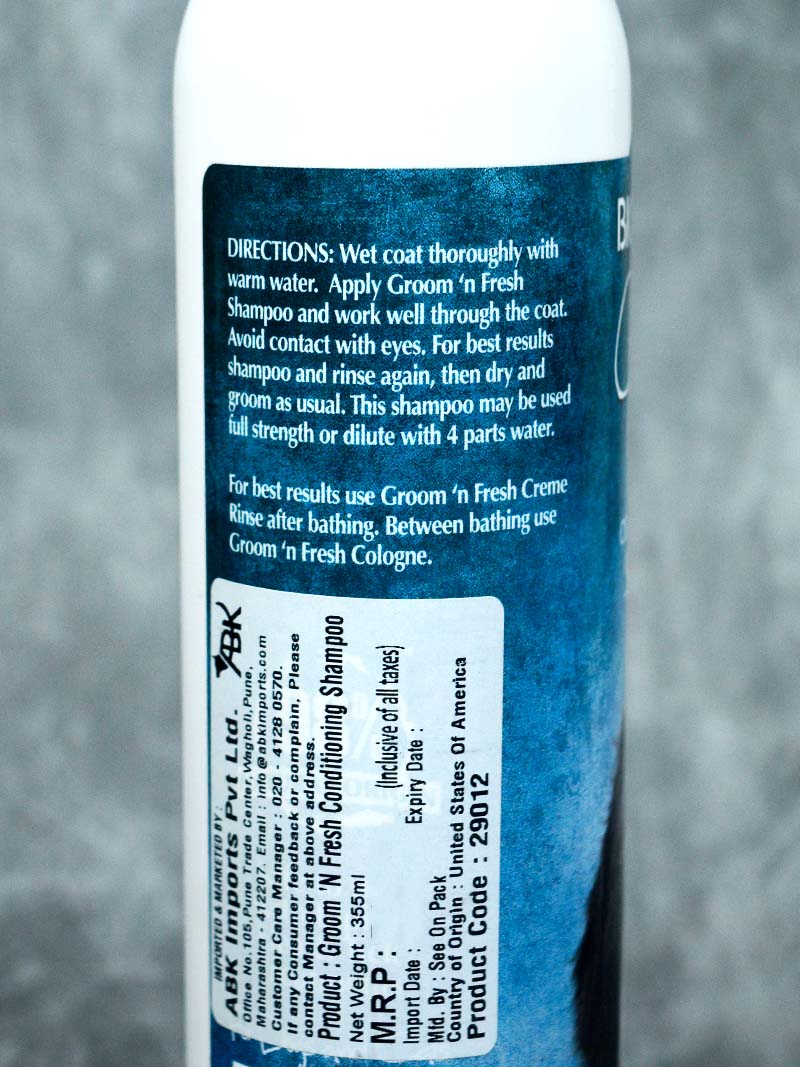 DIRECTIONS: Wet coat thoroughly with
warm water. Apply Groom 'n Fresh
Shampoo and work well through the coat.
Avoid contact with eyes. For best results
shampoo and rinse again, then dry and
groom as usual. This shampoo may be used
full strength or dilute with 4 parts water.
For best results use Groom 'n Fresh Creme
Rinse after bathing. Between bathing use
Groom 'n Fresh Cologne.
IMPORTED & MARKETED BY :
ABK Imports Pvt Ltd.
ABK
Office No. 105,Pune Trade Center, Wagholi,Pune,
Maharashtra - 412207. Email : info@abkimports.com
Customer Care Manager : 020 - 4128 0570.
If any Consumer feedback or complain, Please
contact Manager at above address.
Product : Groom 'N Fresh Conditioning Shampoo
Net Weight : 355ml
M.R.P : (Inclusive of all taxes)
Import Date : Expiry Date :
Mfd. By : See On Pack
Country of Origin : United States Of America
Product Code : 29012